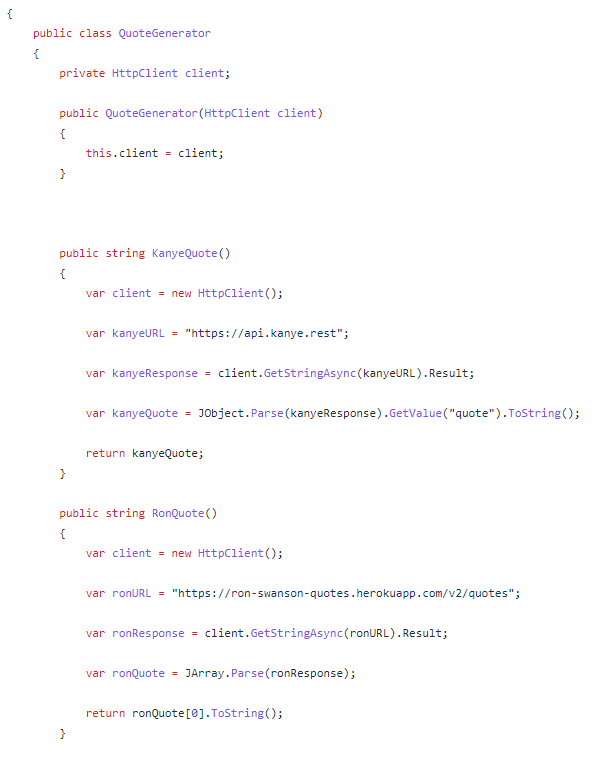 {
    public class QuoteGenerator
    {
        private HttpClient client;
        public QuoteGenerator(HttpClient client)
        {
            this.client = client;
        }
        public string KanyeQuote()
        {
            var client = new HttpClient();
            var kanyeURL = "https://api.kanye.rest";
            var kanyeResponse = client.GetStringAsync(kanyeURL).Result;
            var kanyeQuote = JObject.Parse(kanyeResponse).GetValue("quote").ToString();
            return kanyeQuote;
        }
        public string RonQuote()
        {
            var client = new HttpClient();
            var ronURL = "https://ron-swanson-quotes.herokuapp.com/v2/quotes";
            var ronResponse = client.GetStringAsync(ronURL).Result;
            var ronQuote = JArray.Parse(ronResponse);
            return ronQuote[0].ToString();
        }